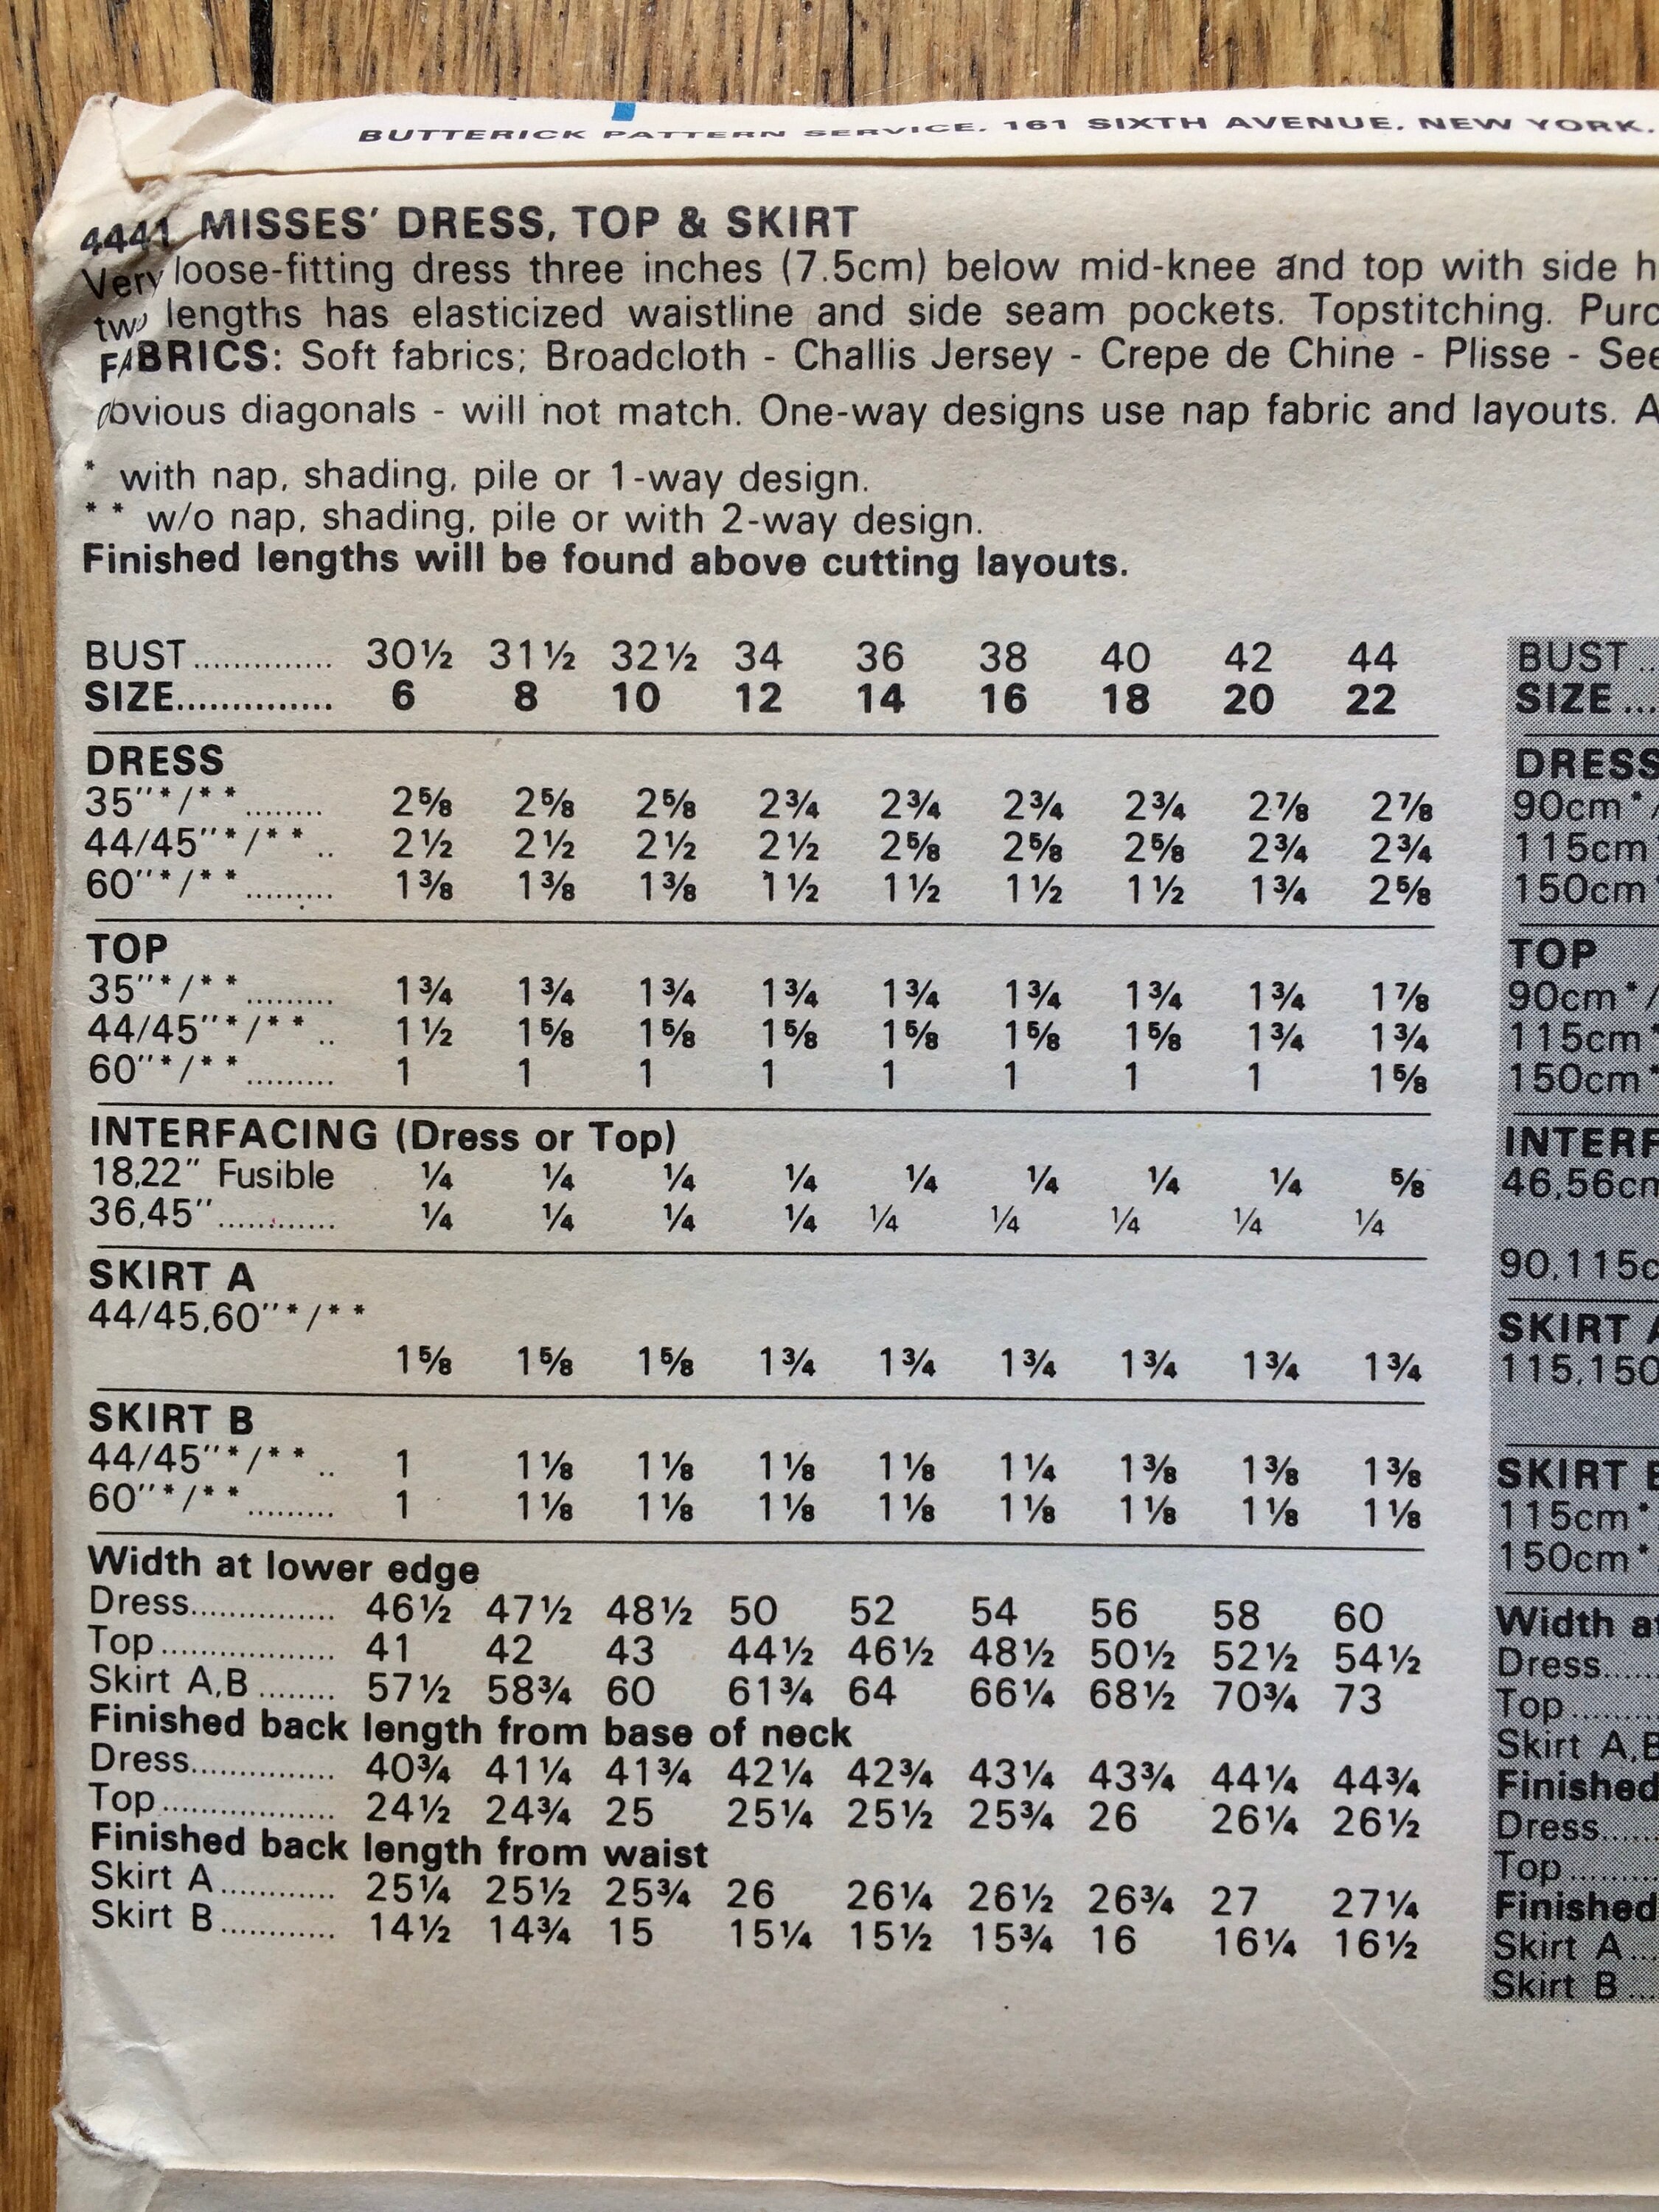 BUTTERICK PATTERN SERVICE, 161 SIXTH AVENUE, NEW YORK,
4441 MISSES' DRESS, TOP & SKIRT
Very loose-fitting dress three inches (7.5cm) below mid-knee and top with side h
two lengths has elasticized waistline and side seam pockets. Topstitching. Purc
FABRICS: Soft fabrics; Broadcloth - Challis Jersey - Crepe de Chine - Plisse - See
obvious diagonals - will not match. One-way designs use nap fabric and layouts. A
* with nap, shading, pile or 1-way design.
** w/o nap, shading, pile or with 2-way design.
Finished lengths will be found above cutting layouts.
BUST.............. 30½ 31½ 32½ 34 36 38 40 42 44
SIZE.............. 6 8 10 12 14 16 18 20 22
DRESS
35"*/**........ 2⅝ 2⅝ 2⅝ 2¾ 2¾ 2¾ 2¾ 2⅞ 2⅞
44/45"*/** .. 2½ 2½ 2½ 2½ 2⅝ 2⅝ 2⅝ 2¾ 2¾
60"*/** ......... 1⅜ 1⅜ 1⅜ 1½ 1½ 1½ 1½ 1¾ 2⅝
TOP
35"*/**......... 1¾ 1¾ 1¾ 1¾ 1¾ 1¾ 1¾ 1¾ 1⅞
44/45"*/** .. 1½ 1⅝ 1⅝ 1⅝ 1⅝ 1⅝ 1⅝ 1¾ 1¾
60"*/**......... 1 1 1 1 1 1 1 1 1⅝
INTERFACING (Dress or Top)
18,22" Fusible ¼ ¼ ¼ ¼ ¼ ¼ ¼ ¼ ⅝
36,45"............ ¼ ¼ ¼ ¼ ¼ ¼ ¼ ¼ ¼
SKIRT A
44/45,60"*/**
1⅝ 1⅝ 1⅝ 1¾ 1¾ 1¾ 1¾ 1¾ 1¾
SKIRT B
44/45"*/** .. 1 1⅛ 1⅛ 1⅛ 1⅛ 1¼ 1⅜ 1⅜ 1⅜
60"*/** ......... 1 1⅛ 1⅛ 1⅛ 1⅛ 1⅛ 1⅛ 1⅛ 1⅛
Width at lower edge
Dress............... 46½ 47½ 48½ 50 52 54 56 58 60
Top.................. 41 42 43 44½ 46½ 48½ 50½ 52½ 54½
Skirt A,B ........ 57½ 58¾ 60 61¾ 64 66¼ 68½ 70¾ 73
Finished back length from base of neck
Dress............... 40¾ 41¼ 41¾ 42¼ 42¾ 43¼ 43¾ 44¼ 44¾
Top.................. 24½ 24¾ 25 25¼ 25½ 25¾ 26 26¼ 26½
Finished back length from waist
Skirt A............ 25¼ 25½ 25¾ 26 26¼ 26½ 26¾ 27 27¼
Skirt B............ 14½ 14¾ 15 15¼ 15½ 15¾ 16 16¼ 16½
BUST ..
SIZE ...
DRESS
90cm*/
115cm
150cm*
TOP
90cm*/
115cm*
150cm*
INTERF
46,56cm
90,115c
SKIRT A
115,150
SKIRT B
115cm*
150cm*
Width at
Dress.....
Top........
Skirt A,B
Finished
Dress.....
Top........
Finished
Skirt A...
Skirt B...